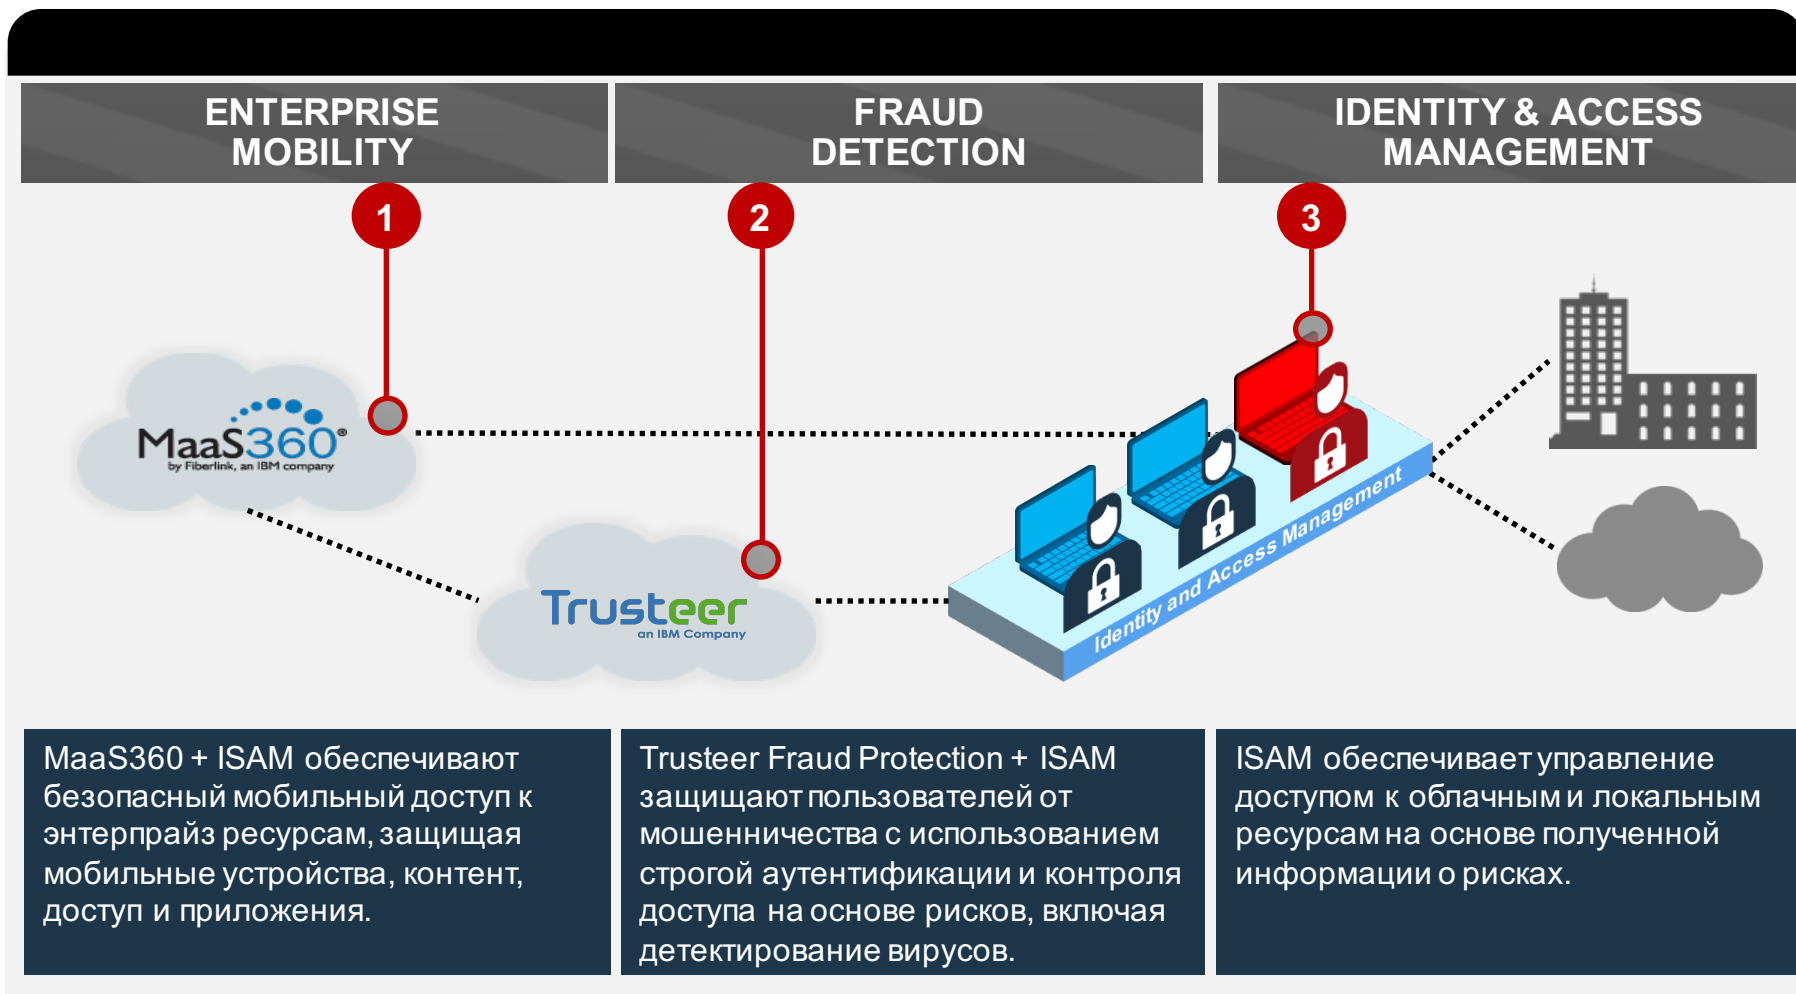 ENTERPRISE
MOBILITY
FRAUD
DETECTION
IDENTITY & ACCESS
MANAGEMENT
1
2
3
MaaS360®
by Fiberlink, an IBM company
Trusteer
an IBM Company
Identity and Access Management
MaaS360 + ISAM обеспечивают
безопасный мобильный доступ к
энтерпрайз ресурсам, защищая
мобильные устройства, контент,
доступ и приложения.
Trusteer Fraud Protection + ISAM
защищают пользователей от
мошенничества с использованием
строгой аутентификации и контроля
доступа на основе рисков, включая
детектирование вирусов.
ISAM обеспечивает управление
доступом к облачным и локальным
ресурсам на основе полученной
информации о рисках.